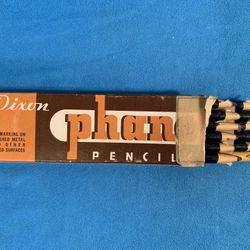 Dixon
phano
PENCIL
MARKING ON
METAL
OTHER
SURFACES